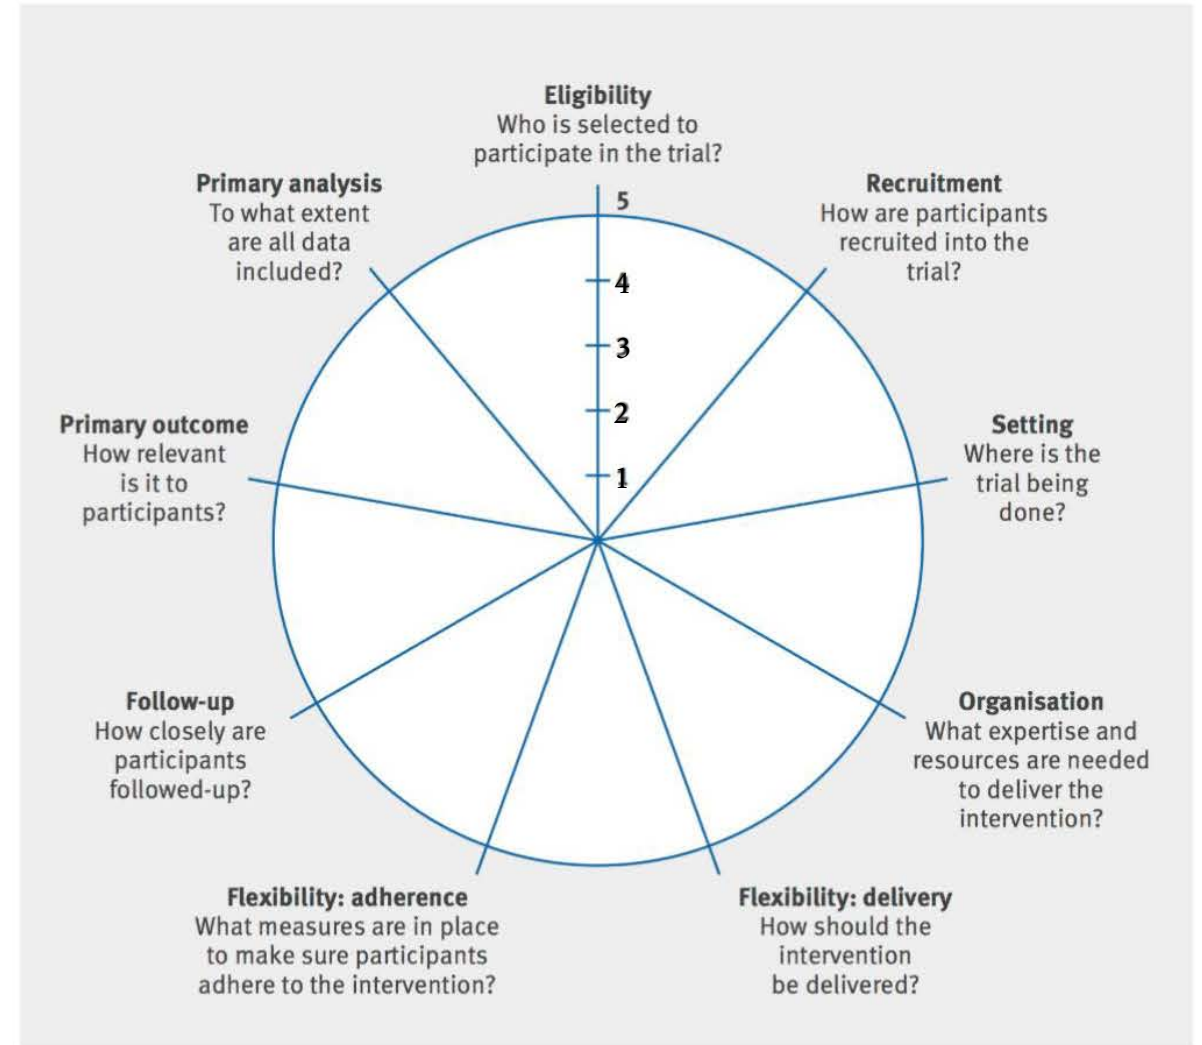 Eligibility
Who is selected to
participate in the trial?
5
4
3
2
1
Recruitment
How are participants
recruited into the
trial?
Setting
Where is the
trial being
done?
Organisation
What expertise and
resources are needed
to deliver the
intervention?
Flexibility: delivery
How should the
intervention
be delivered?
Flexibility: adherence
What measures are in place
to make sure participants
adhere to the intervention?
Follow-up
How closely are
participants
followed-up?
Primary outcome
How relevant
is it to
participants?
Primary analysis
To what extent
are all data
included?